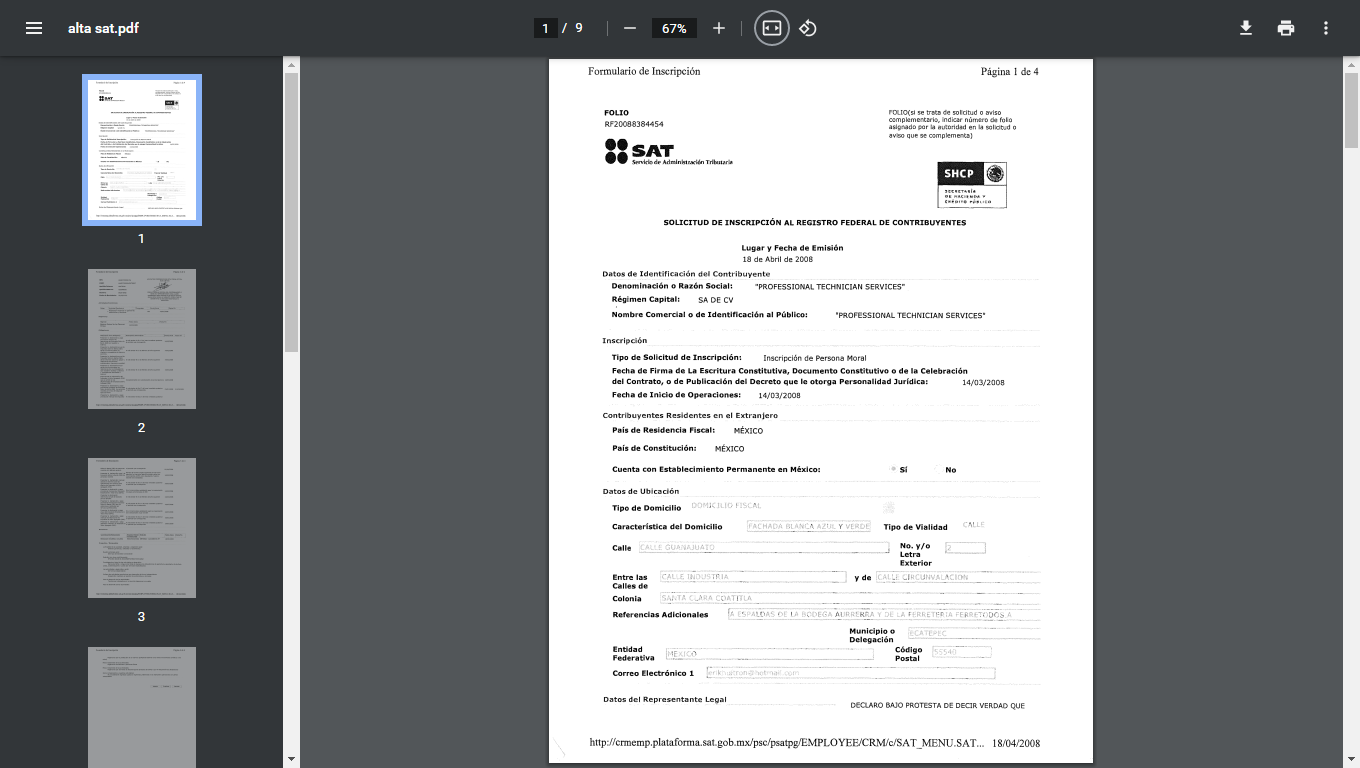 alta sat.pdf
1 / 9
67%
1
2
3
Formulario de Inscripción
Página 1 de 4
FOLIO
RF20088384454
FOLIO(si se trata de solicitud o aviso
complementario, indicar número de folio
asignado por la autoridad en la solicitud o
aviso que se complementa)
SAT
Servicio de Administración Tributaria
SHCP
SECRETARÍA
DE HACIENDA Y
CRÉDITO PÚBLICO
SOLICITUD DE INSCRIPCIÓN AL REGISTRO FEDERAL DE CONTRIBUYENTES
Lugar y Fecha de Emisión
18 de Abril de 2008
Datos de Identificación del Contribuyente
Denominación o Razón Social: "PROFESSIONAL TECHNICIAN SERVICES"
Régimen Capital: SA DE CV
Nombre Comercial o de Identificación al Público: "PROFESSIONAL TECHNICIAN SERVICES"
Inscripción
Tipo de Solicitud de Inscripción: Inscripción de Persona Moral
Fecha de Firma de La Escritura Constitutiva, Documento Constitutivo o de la Celebración
del Contrato, o de Publicación del Decreto que le otorga Personalidad Jurídica: 14/03/2008
Fecha de Inicio de Operaciones: 14/03/2008
Contribuyentes Residentes en el Extranjero
País de Residencia Fiscal: MÉXICO
País de Constitución: MÉXICO
Cuenta con Establecimiento Permanente en México: Sí No
Datos de Ubicación
Tipo de Domicilio DOMICILIO FISCAL
Característica del Domicilio FACHADA BLANCA AZUL Y VERDE Tipo de Vialidad CALLE
Calle CALLE GUANAJUATO No. y/o
Letra
Exterior 2
Entre las
Calles de CALLE INDUSTRIA y de CALLE CIRCUNVALACION
Colonia SANTA CLARA COATITLA
Referencias Adicionales A ESPALDAS DE LA BODEGA AURRERA Y DE LA FERRETERIA FERRETODOS A
Municipio o
Delegación ECATEPEC
Entidad
Federativa MEXICO Código
Postal 55540
Correo Electrónico 1
Datos del Representante Legal
DECLARO BAJO PROTESTA DE DECIR VERDAD QUE
http://crmemp.plataforma.sat.gob.mx/psc/psatpg/EMPLOYEE/CRM/c/SAT_MENU.SAT... 18/04/2008